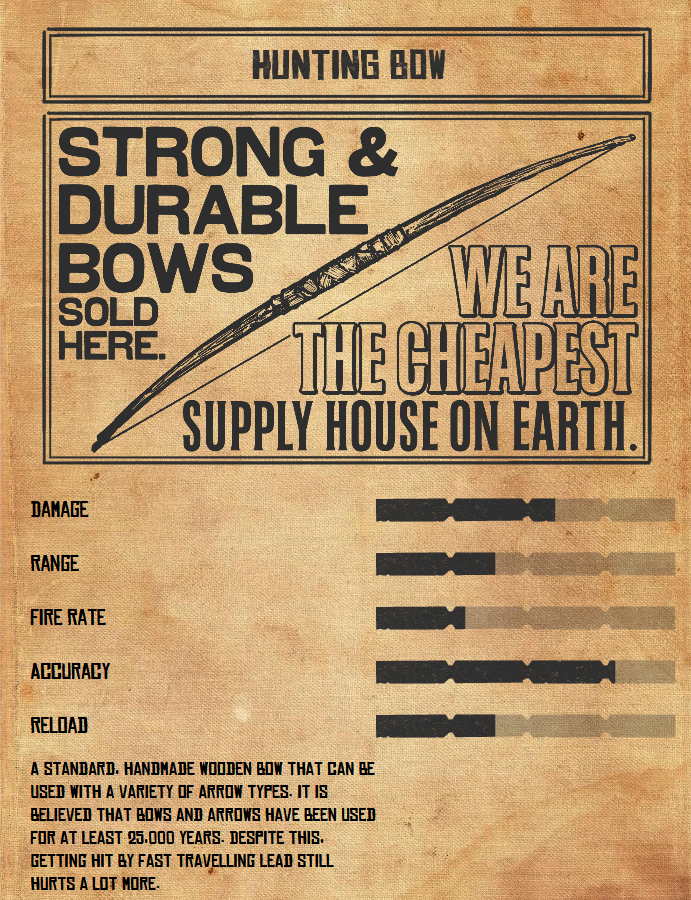 HUNTING BOW
STRONG &
DURABLE
BOWS
SOLD
HERE.
WE ARE
THE CHEAPEST
SUPPLY HOUSE ON EARTH.
DAMAGE
RANGE
FIRE RATE
ACCURACY
RELOAD
A STANDARD, HANDMADE WOODEN BOW THAT CAN BE
USED WITH A VARIETY OF ARROW TYPES. IT IS
BELIEVED THAT BOWS AND ARROWS HAVE BEEN USED
FOR AT LEAST 25,000 YEARS. DESPITE THIS,
GETTING HIT BY FAST TRAVELLING LEAD STILL
HURTS A LOT MORE.